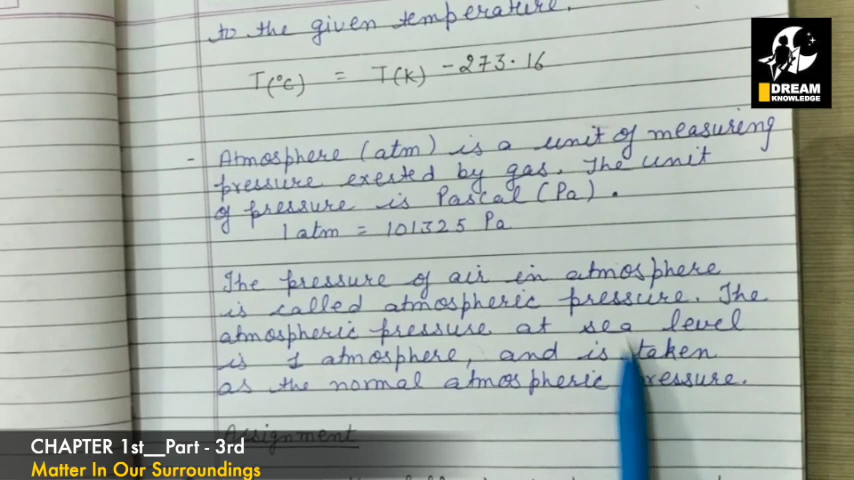 to the given temperature.
T(°C) = T(K) - 273.16
DREAM
KNOWLEDGE
- Atmosphere (atm) is a unit of measuring
pressure exerted by gas. The unit
of pressure is Pascal (Pa).
1 atm = 101325 Pa
The pressure of air in atmosphere
is called atmospheric pressure. The
atmospheric pressure at sea level
is 1 atmosphere, and is taken
as the normal atmospheric pressure.
Assignment
CHAPTER 1st__Part - 3rd
Matter In Our Surroundings